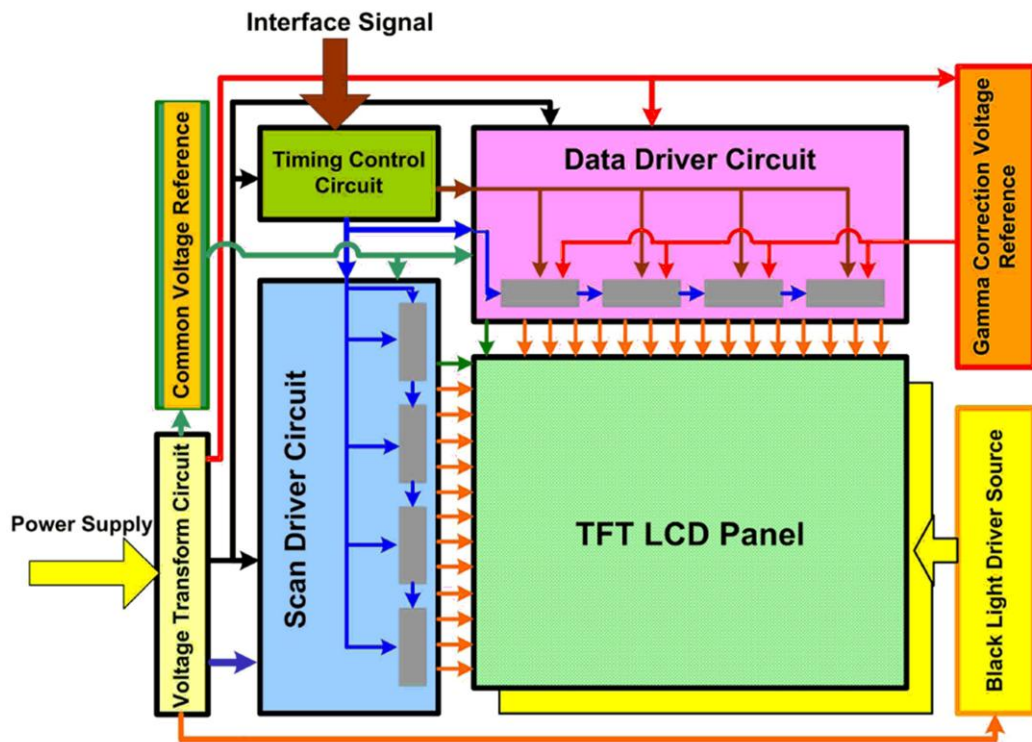 Interface Signal
Timing Control
Circuit
Data Driver Circuit
Common Voltage Reference
Gamma Correction Voltage
Reference
Scan Driver Circuit
TFT LCD Panel
Power Supply
Voltage Transform Circuit
Black Light Driver Source